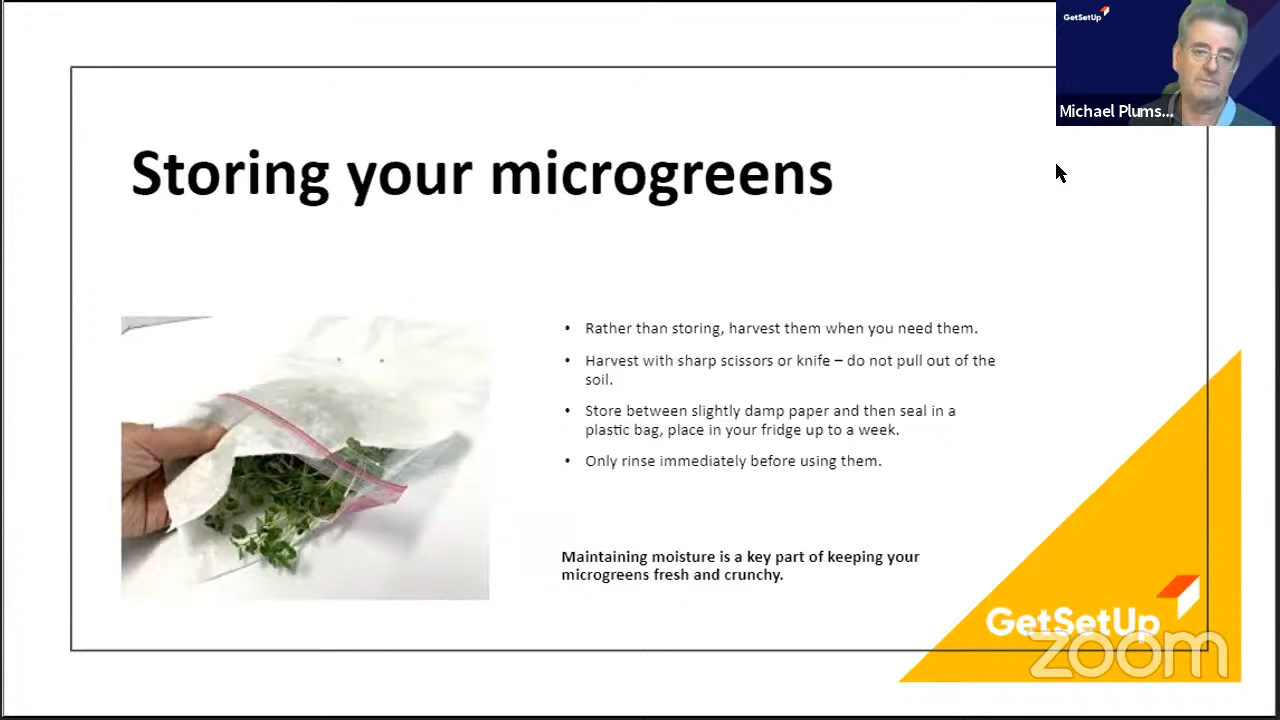 GetSetUp
Michael Plums...
Storing your microgreens
• Rather than storing, harvest them when you need them.
• Harvest with sharp scissors or knife – do not pull out of the
soil.
• Store between slightly damp paper and then seal in a
plastic bag, place in your fridge up to a week.
• Only rinse immediately before using them.
Maintaining moisture is a key part of keeping your
microgreens fresh and crunchy.
GetSetUp
zoom